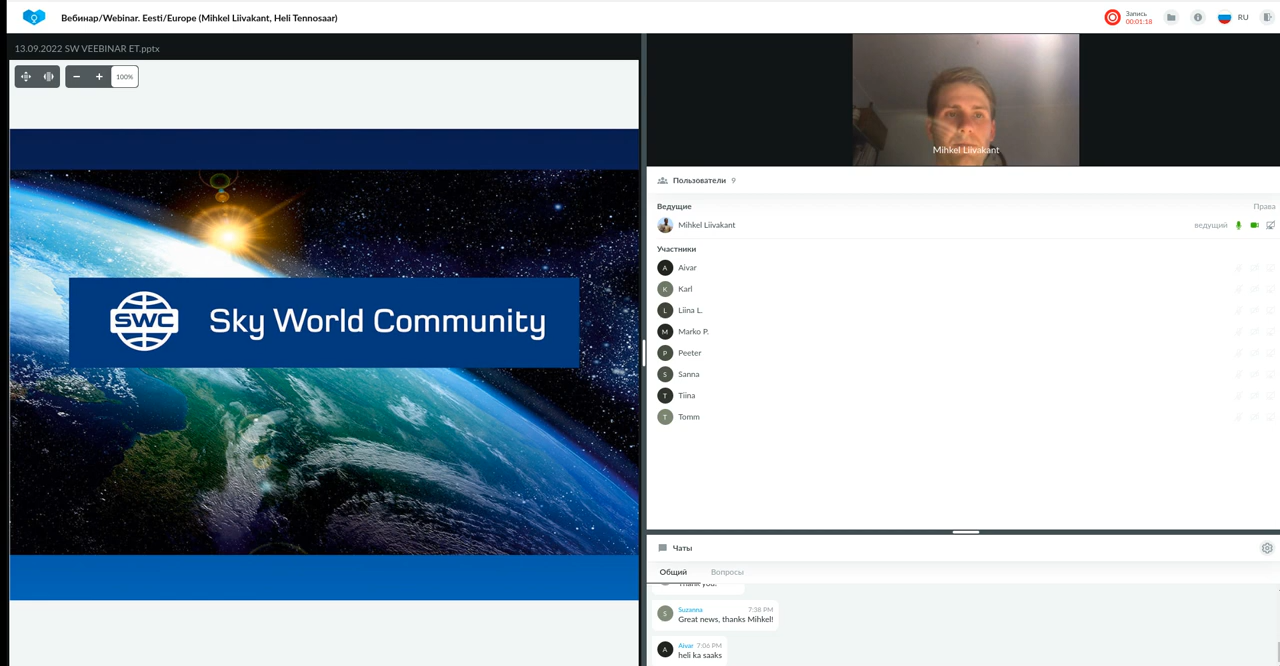 Вебинар/Webinar. Eesti/Europe (Mihkel Liivakant, Heli Tennosaar)
Запись
00:01:18
RU
13.09.2022 SW VEEBINAR ET.pptx
100%
SWC
Sky World Community
Mihkel Liivakant
Пользователи 9
Ведущие
Права
Mihkel Liivakant
ведущий
Участники
A
Aivar
K
Karl
L
Liina L.
M
Marko P.
P
Peeter
S
Sanna
T
Tiina
T
Tomm
Чаты
Общий
Вопросы
Thank you!
S
Suzanna
7:38 PM
Great news, thanks Mihkel!
A
Aivar
7:06 PM
heli ka saaks